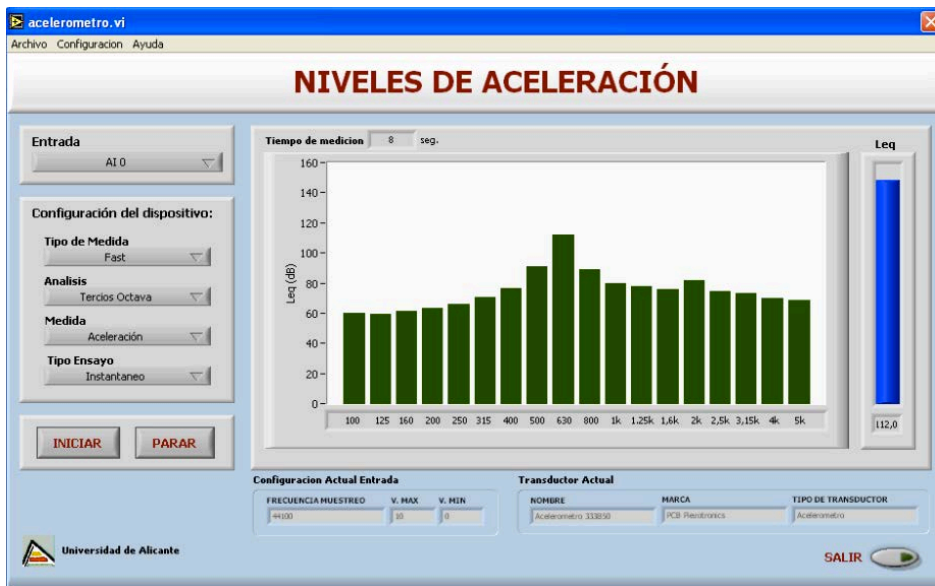 acelerometro.vi
Archivo Configuracion Ayuda
NIVELES DE ACELERACIÓN
Entrada
AI 0
Configuración del dispositivo:
Tipo de Medida
Fast
Analisis
Tercios Octava
Medida
Aceleración
Tipo Ensayo
Instantaneo
INICIAR PARAR
Tiempo de medicion 8 seg.
Leq (dB)
160
140
120
100
80
60
40
20
0
100 125 160 200 250 315 400 500 630 800 1k 1.25k 1,6k 2k 2,5k 3,15k 4k 5k
Leq
112,0
Configuracion Actual Entrada
FRECUENCIA MUESTREO V. MAX V. MIN
44100 10 0
Transductor Actual
NOMBRE MARCA TIPO DE TRANSDUCTOR
Acelerometro 333B50 PCB Piezotronics Acelerometro
Universidad de Alicante
SALIR